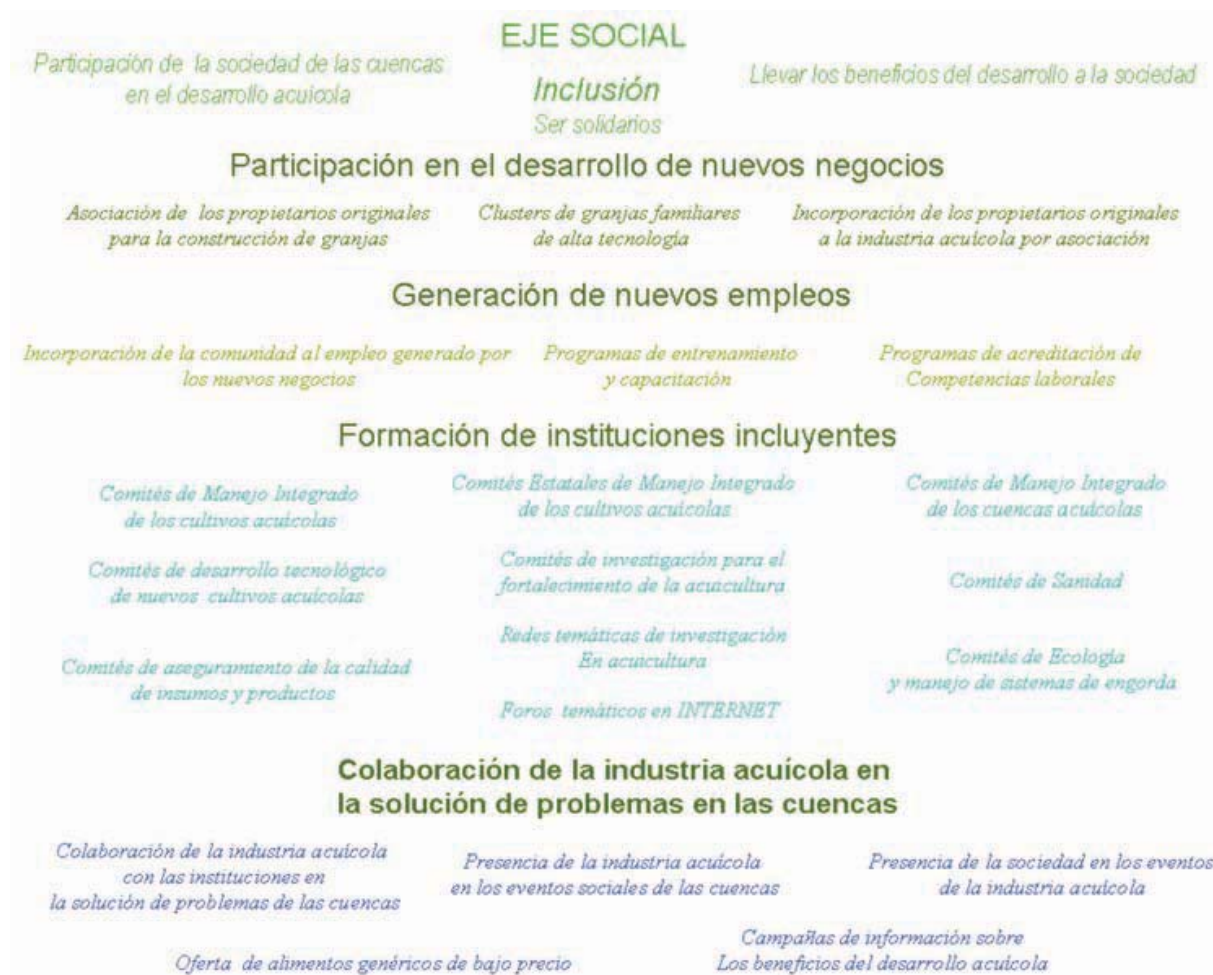 EJE SOCIAL
Participación de la sociedad de las cuencas
en el desarrollo acuicola
Inclusión
Ser solidarios
Llevar los beneficios del desarrollo a la sociedad
Participación en el desarrollo de nuevos negocios
Asociación de los propietarios originales
para la construcción de granjas
Clusters de granjas familiares
de alta tecnología
Incorporación de los propietarios originales
a la industria acuícola por asociación
Generación de nuevos empleos
Incorporación de la comunidad al empleo generado por
los nuevos negocios
Programas de entrenamiento
y capacitación
Programas de acreditación de
Competencias laborales
Formación de instituciones incluyentes
Comités de Manejo Integrado
de los cultivos acuícolas
Comités Estatales de Manejo Integrado
de los cultivos acuícolas
Comités de Manejo Integrado
de los cuencas acuícolas
Comités de desarrollo tecnológico
de nuevos cultivos acuícolas
Comités de investigación para el
fortalecimiento de la acuicultura
Comités de Sanidad
Comités de aseguramiento de la calidad
de insumos y productos
Redes temáticas de investigación
En acuicultura
Foros temáticos en INTERNET
Comités de Ecología
y manejo de sistemas de engorda
Colaboración de la industria acuícola en
la solución de problemas en las cuencas
Colaboración de la industria acuícola
con las instituciones en
la solución de problemas de las cuencas
Presencia de la industria acuícola
en los eventos sociales de las cuencas
Presencia de la sociedad en los eventos
de la industria acuícola
Oferta de alimentos genéricos de bajo precio
Campañas de información sobre
Los beneficios del desarrollo acuícola